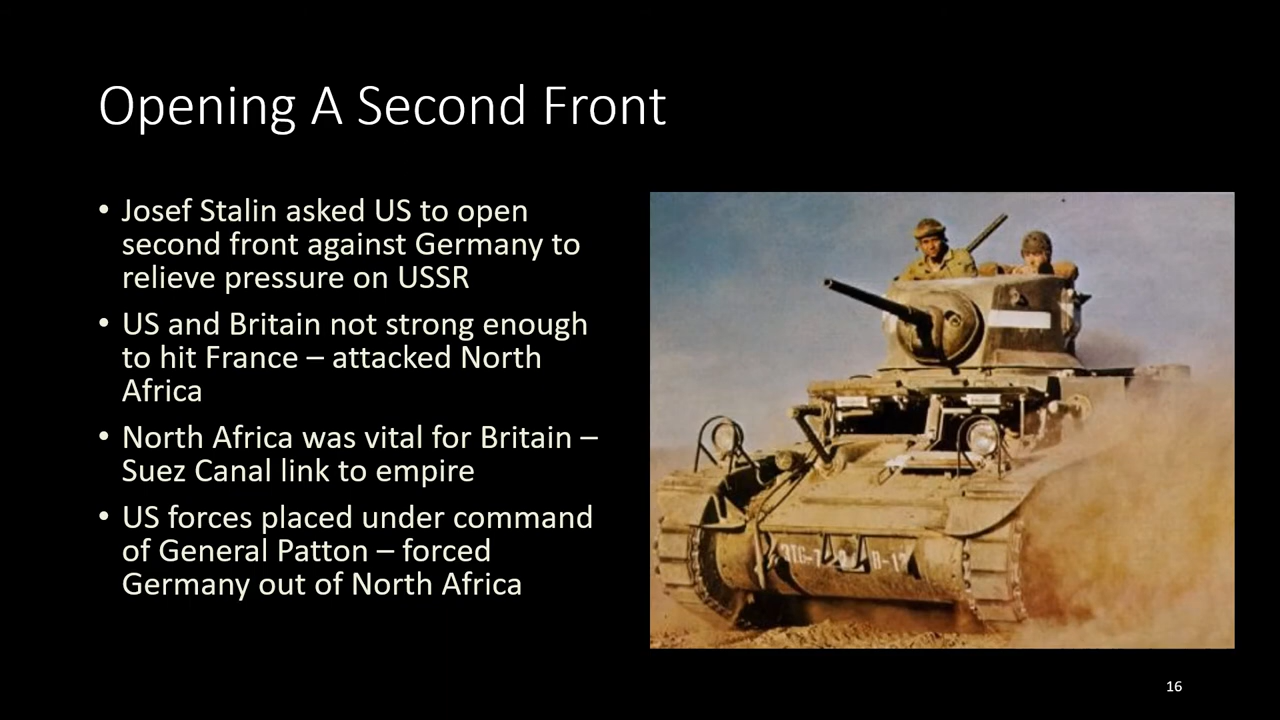 Opening A Second Front
• Josef Stalin asked US to open
second front against Germany to
relieve pressure on USSR
• US and Britain not strong enough
to hit France – attacked North
Africa
• North Africa was vital for Britain –
Suez Canal link to empire
• US forces placed under command
of General Patton – forced
Germany out of North Africa
16